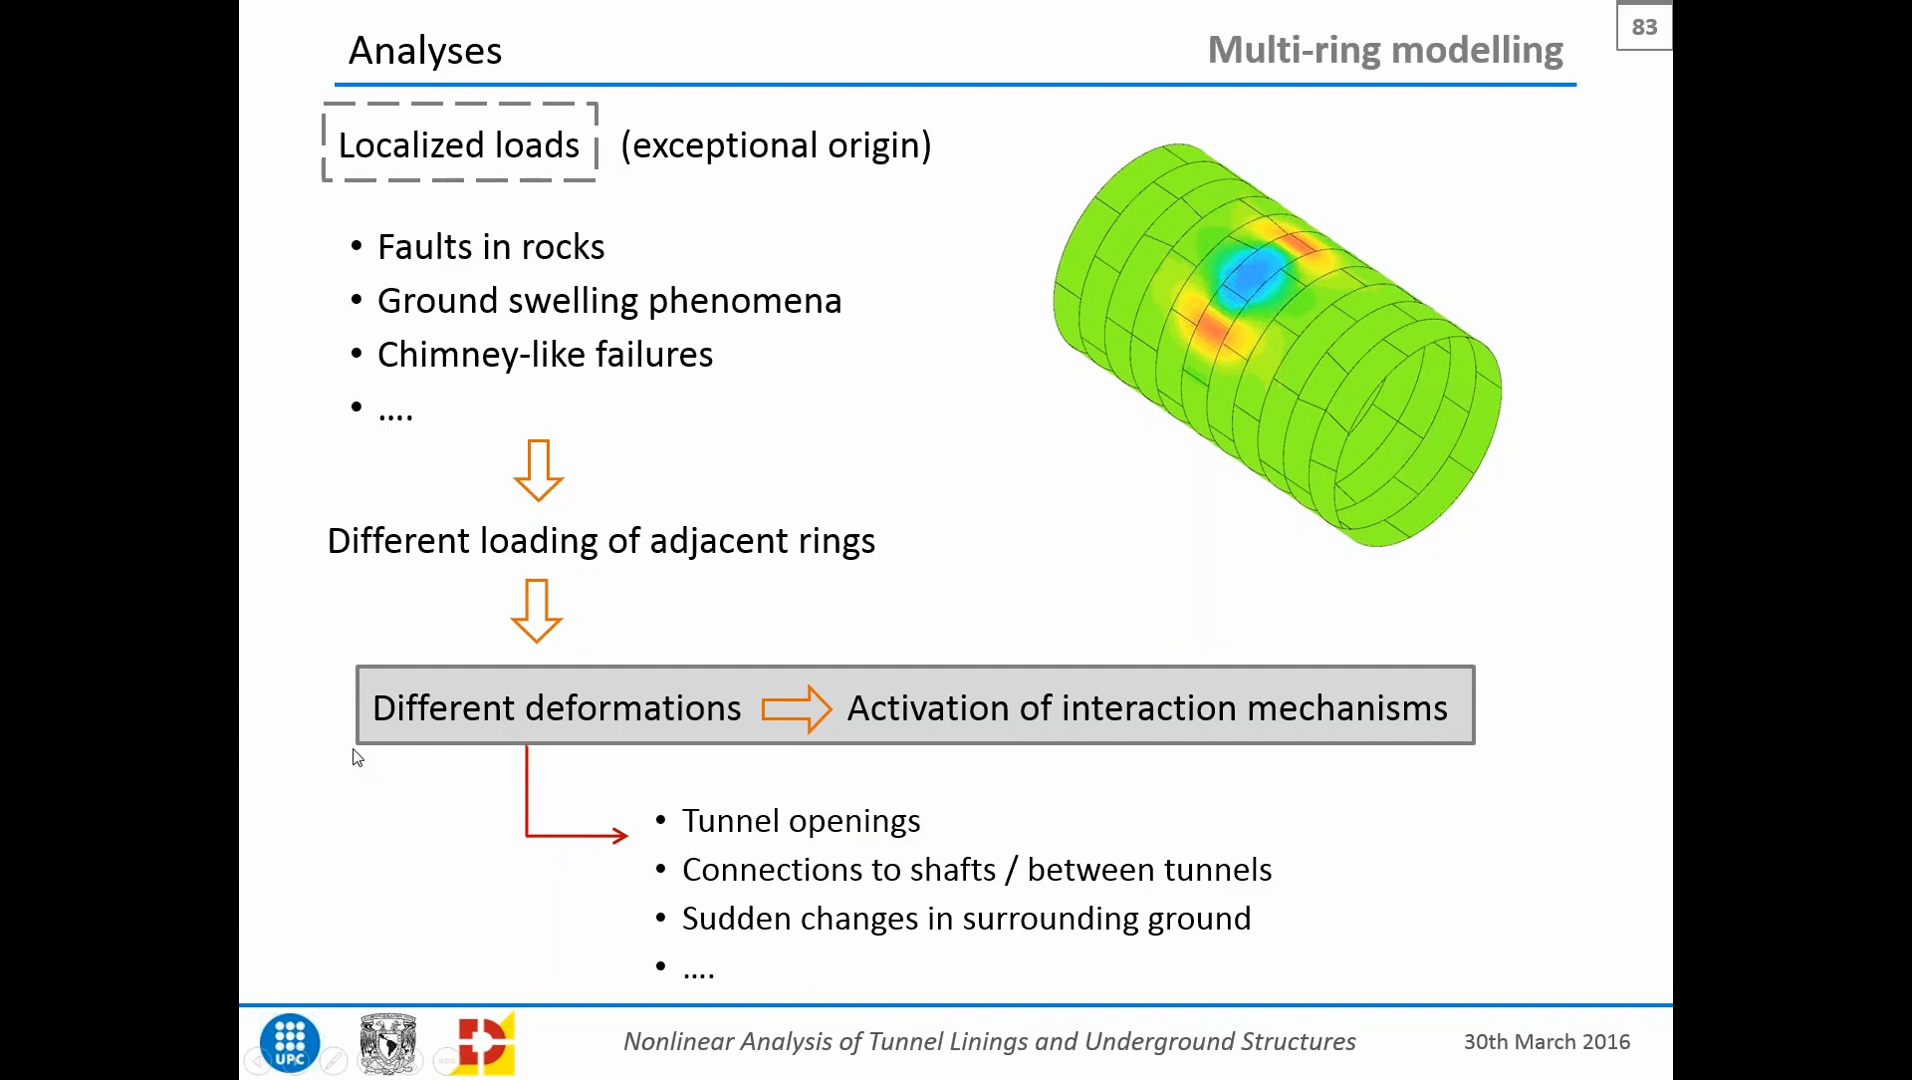 Analyses
Multi-ring modelling
83
Localized loads (exceptional origin)
• Faults in rocks
• Ground swelling phenomena
• Chimney-like failures
• ....
Different loading of adjacent rings
Different deformations
Activation of interaction mechanisms
• Tunnel openings
• Connections to shafts / between tunnels
• Sudden changes in surrounding ground
• ....
UPC
Nonlinear Analysis of Tunnel Linings and Underground Structures
30th March 2016